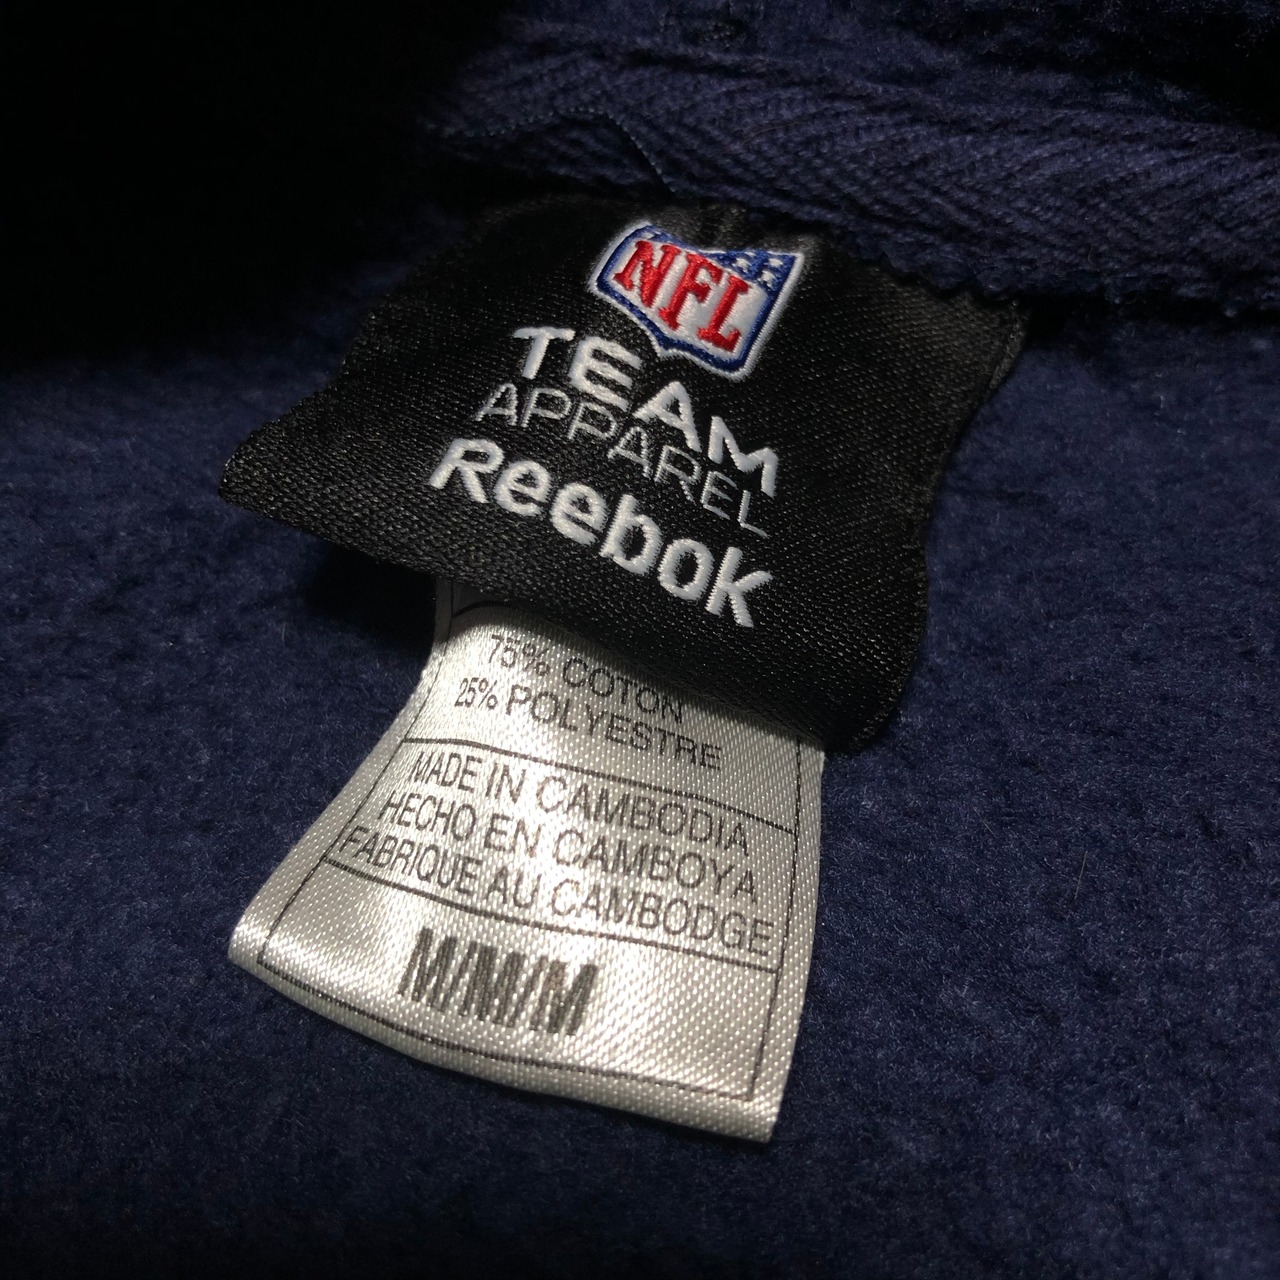 NFL
TEAM
APPAREL
Reebok
75% COTON
25% POLYESTRE
MADE IN CAMBODIA
HECHO EN CAMBOYA
FABRIQUE AU CAMBODGE
M/M/M